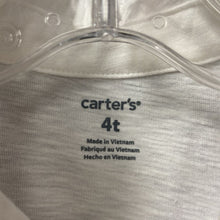 carter's®
4t
Made in Vietnam
Fabriqué au Vietnam
Hecho en Vietnam